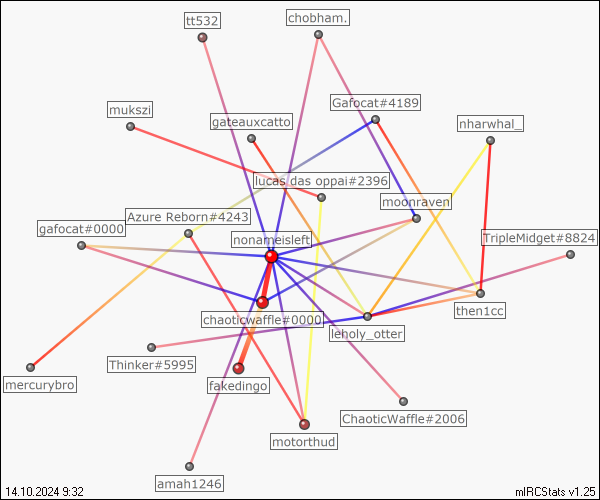 tt532
chobham.
Gafocat#4189
mukszi
gateauxcatto
nharwhal_
lucas das oppai#2396
moonraven
Azure Reborn#4243
gafocat#0000
nonameisleft
TripleMidget#8824
then1cc
chaoticwaffle#0000
ieholy_otter
Thinker#5995
mercurybro
fakedingo
ChaoticWaffle#2006
motorthud
amah1246
14.10.2024 9:32
mIRCStats v1.25